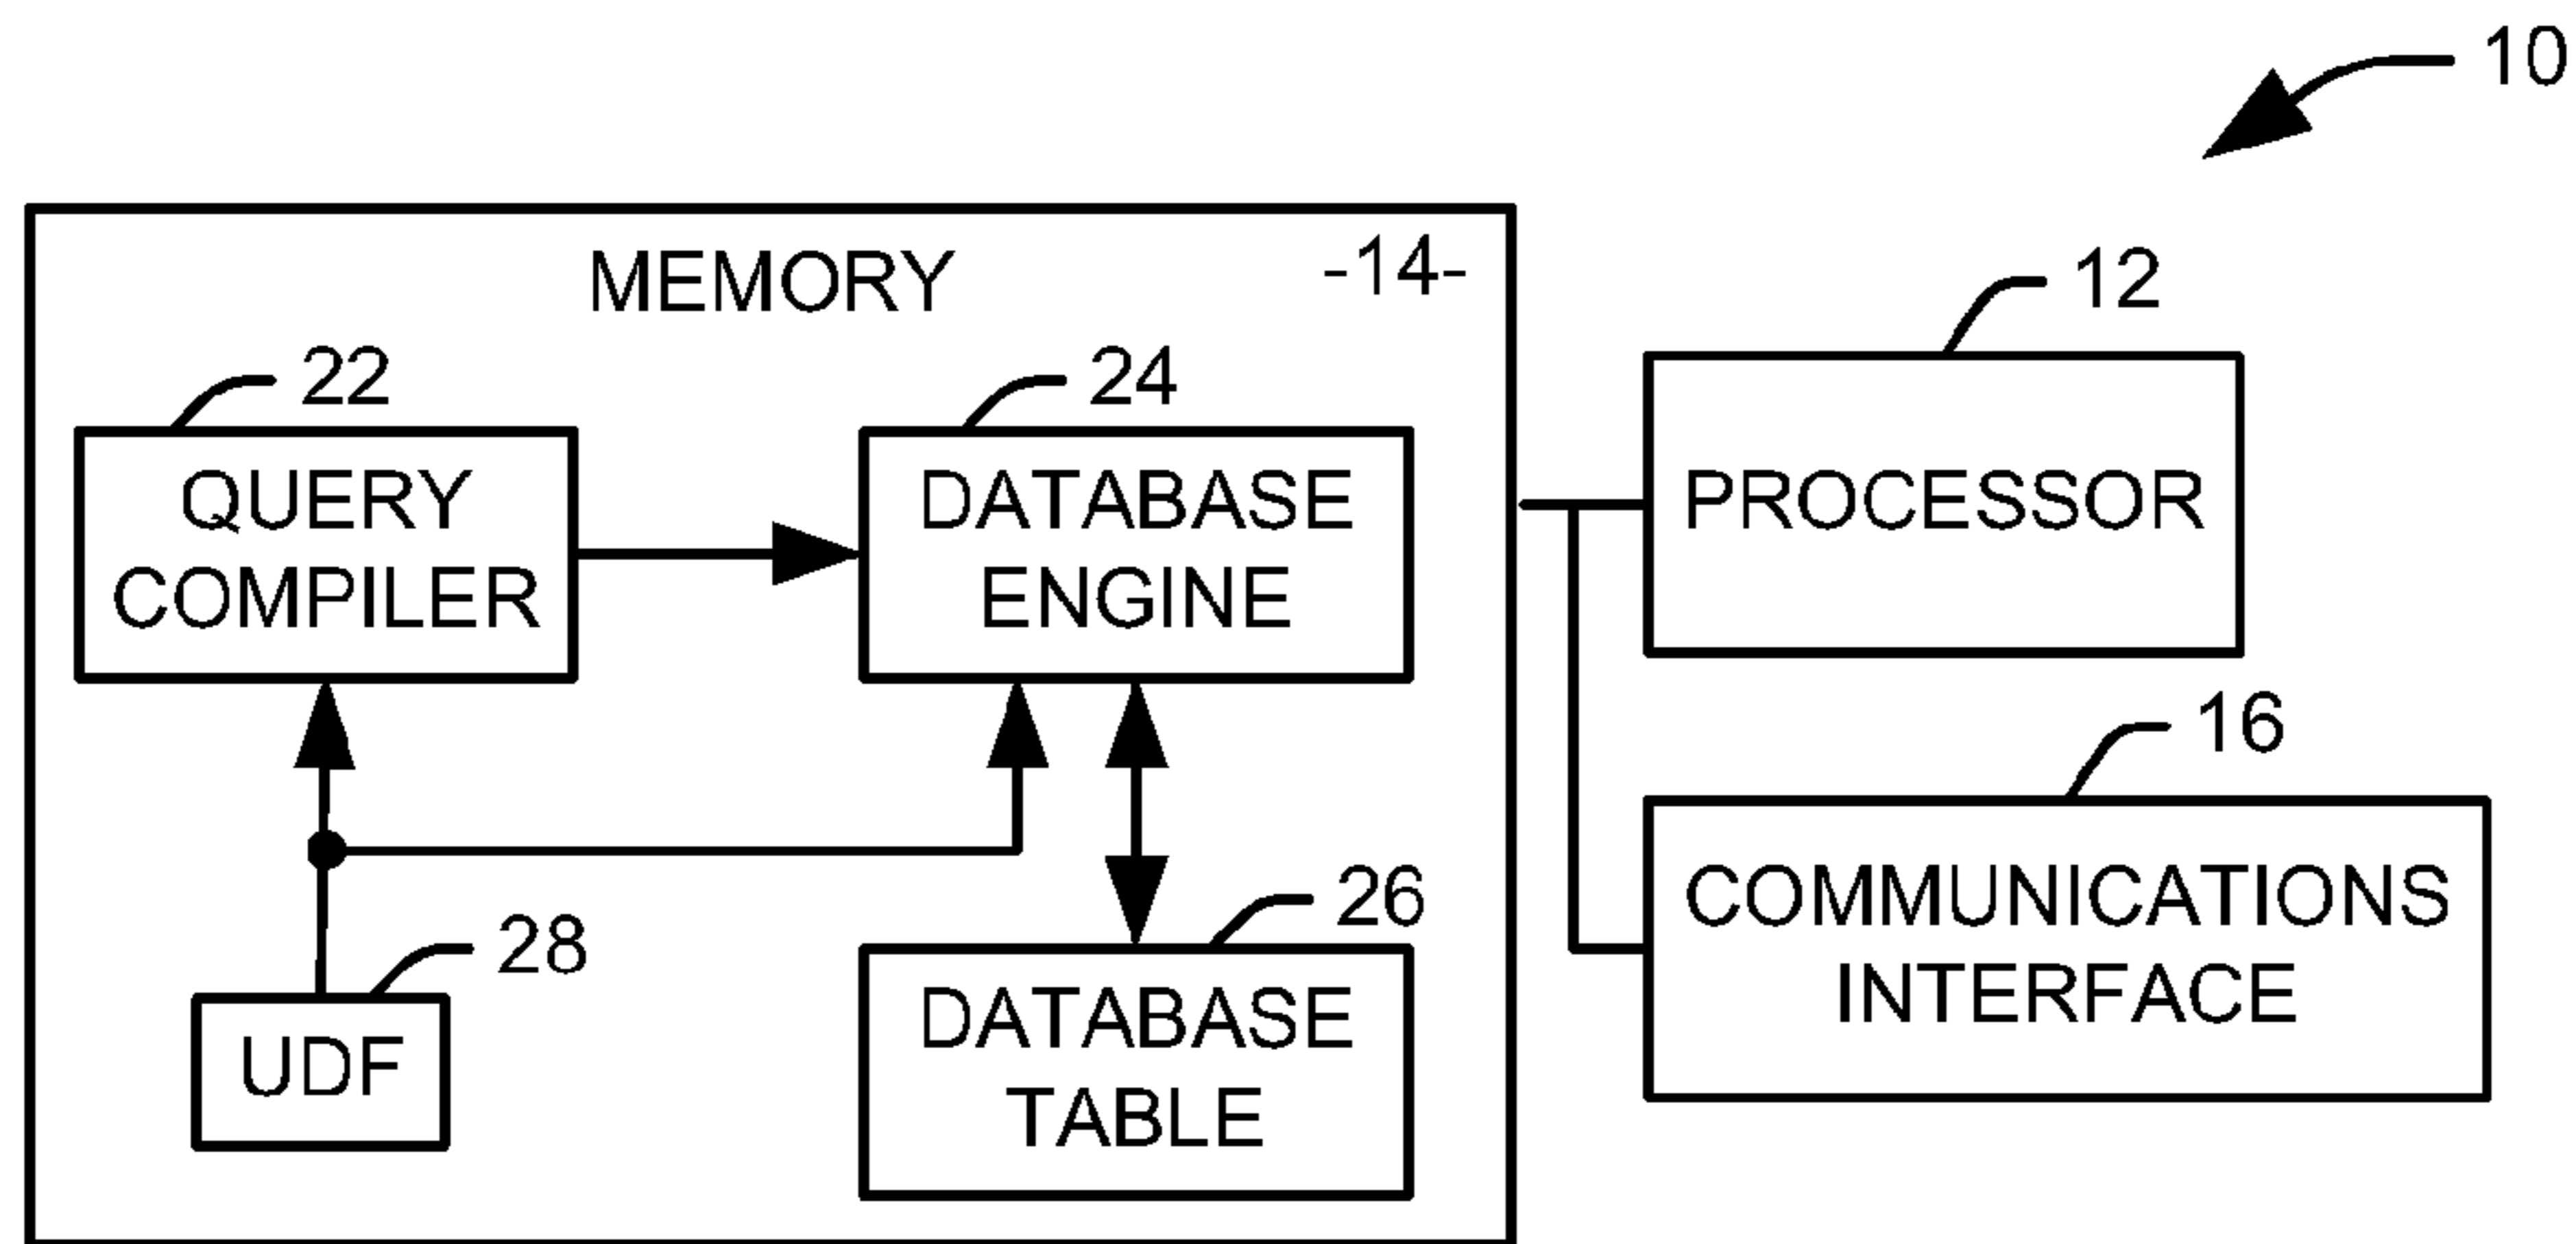 10
MEMORY
-14-
12
22
24
QUERY
COMPILER
DATABASE
ENGINE
PROCESSOR
16
28
26
COMMUNICATIONS
INTERFACE
UDF
DATABASE
TABLE